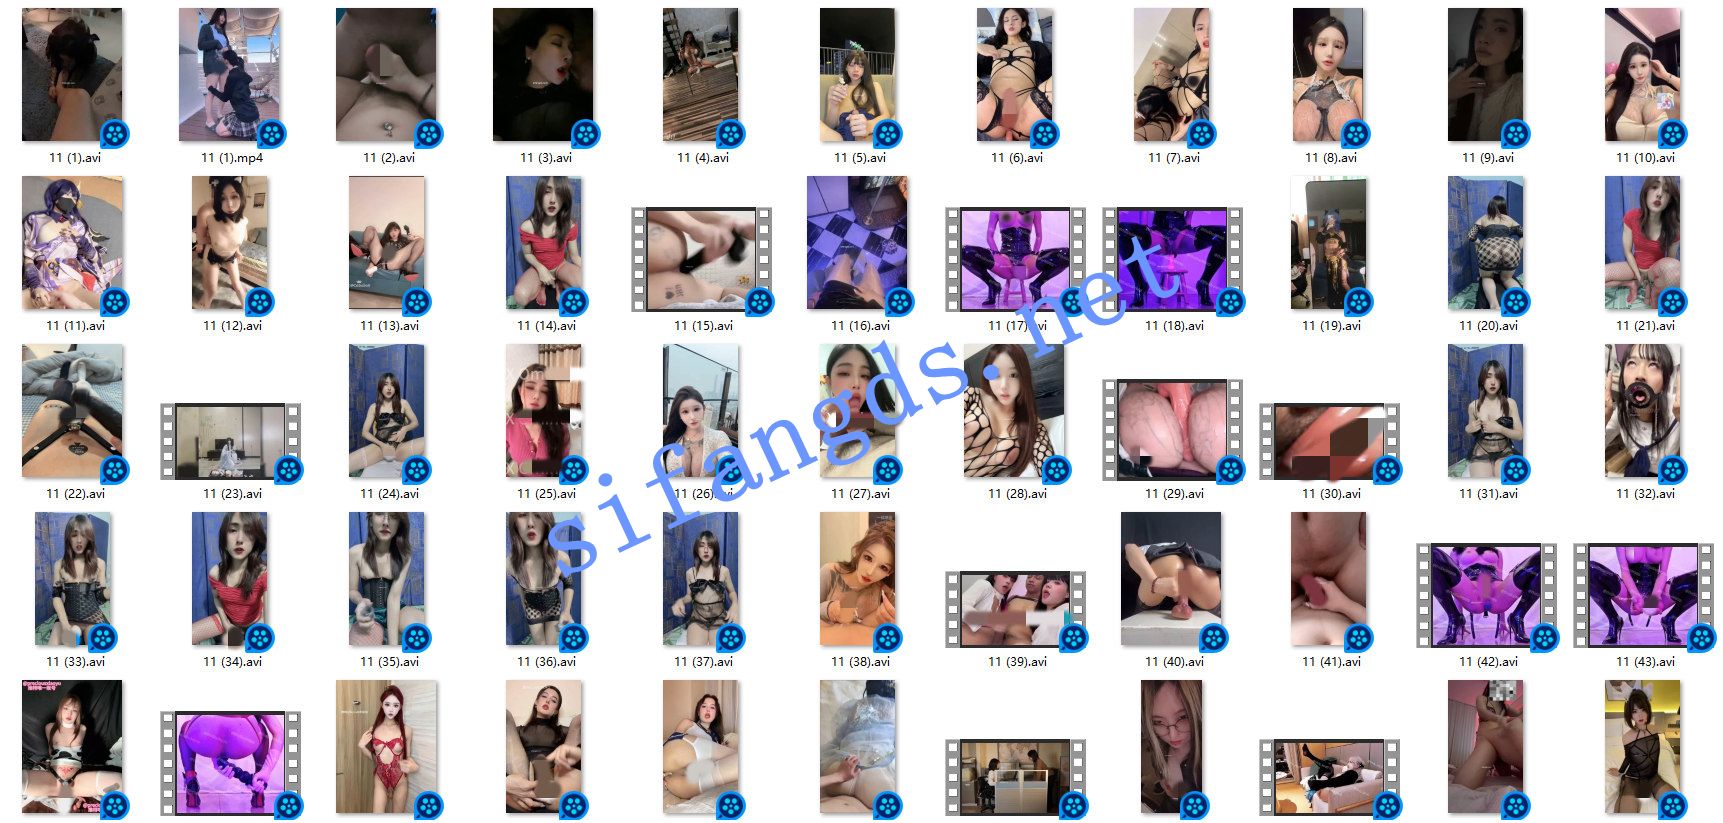 11 (1).avi
11 (1).mp4
11 (2).avi
11 (3).avi
11 (4).avi
11 (5).avi
11 (6).avi
11 (7).avi
11 (8).avi
11 (9).avi
11 (10).avi
11 (11).avi
11 (12).avi
11 (13).avi
11 (14).avi
11 (15).avi
11 (16).avi
11 (17).avi
11 (18).avi
11 (19).avi
11 (20).avi
11 (21).avi
sifangds.net
11 (22).avi
11 (23).avi
11 (24).avi
11 (25).avi
11 (26).avi
11 (27).avi
11 (28).avi
11 (29).avi
11 (30).avi
11 (31).avi
11 (32).avi
11 (33).avi
11 (34).avi
11 (35).avi
11 (36).avi
11 (37).avi
11 (38).avi
11 (39).avi
11 (40).avi
11 (41).avi
11 (42).avi
11 (43).avi